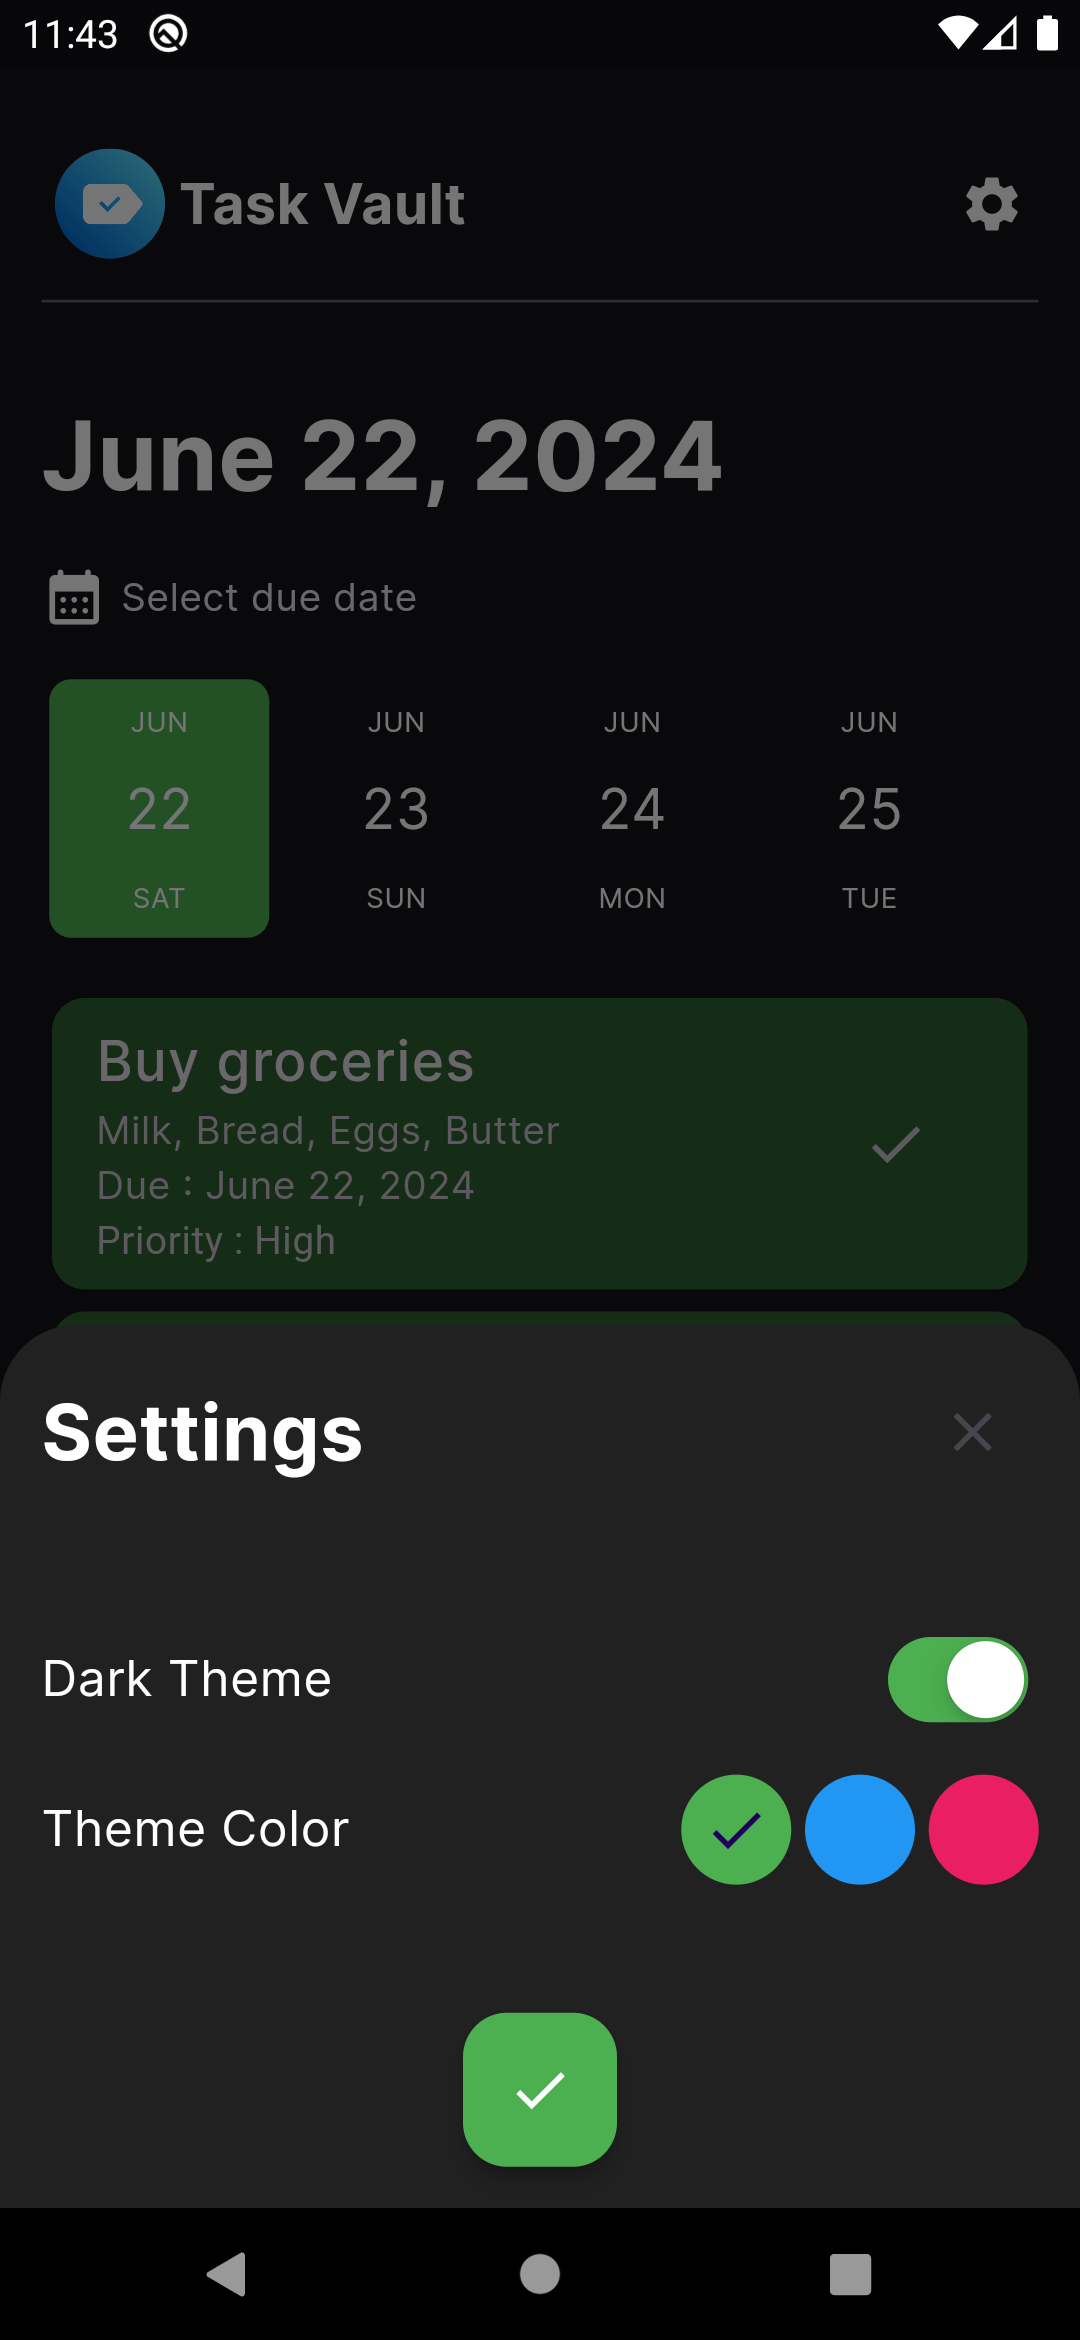 11:43
Task Vault
June 22, 2024
Select due date
JUN JUN JUN JUN
22 23 24 25
SAT SUN MON TUE
Buy groceries
Milk, Bread, Eggs, Butter
Due : June 22, 2024
Priority : High
Settings
Dark Theme
Theme Color